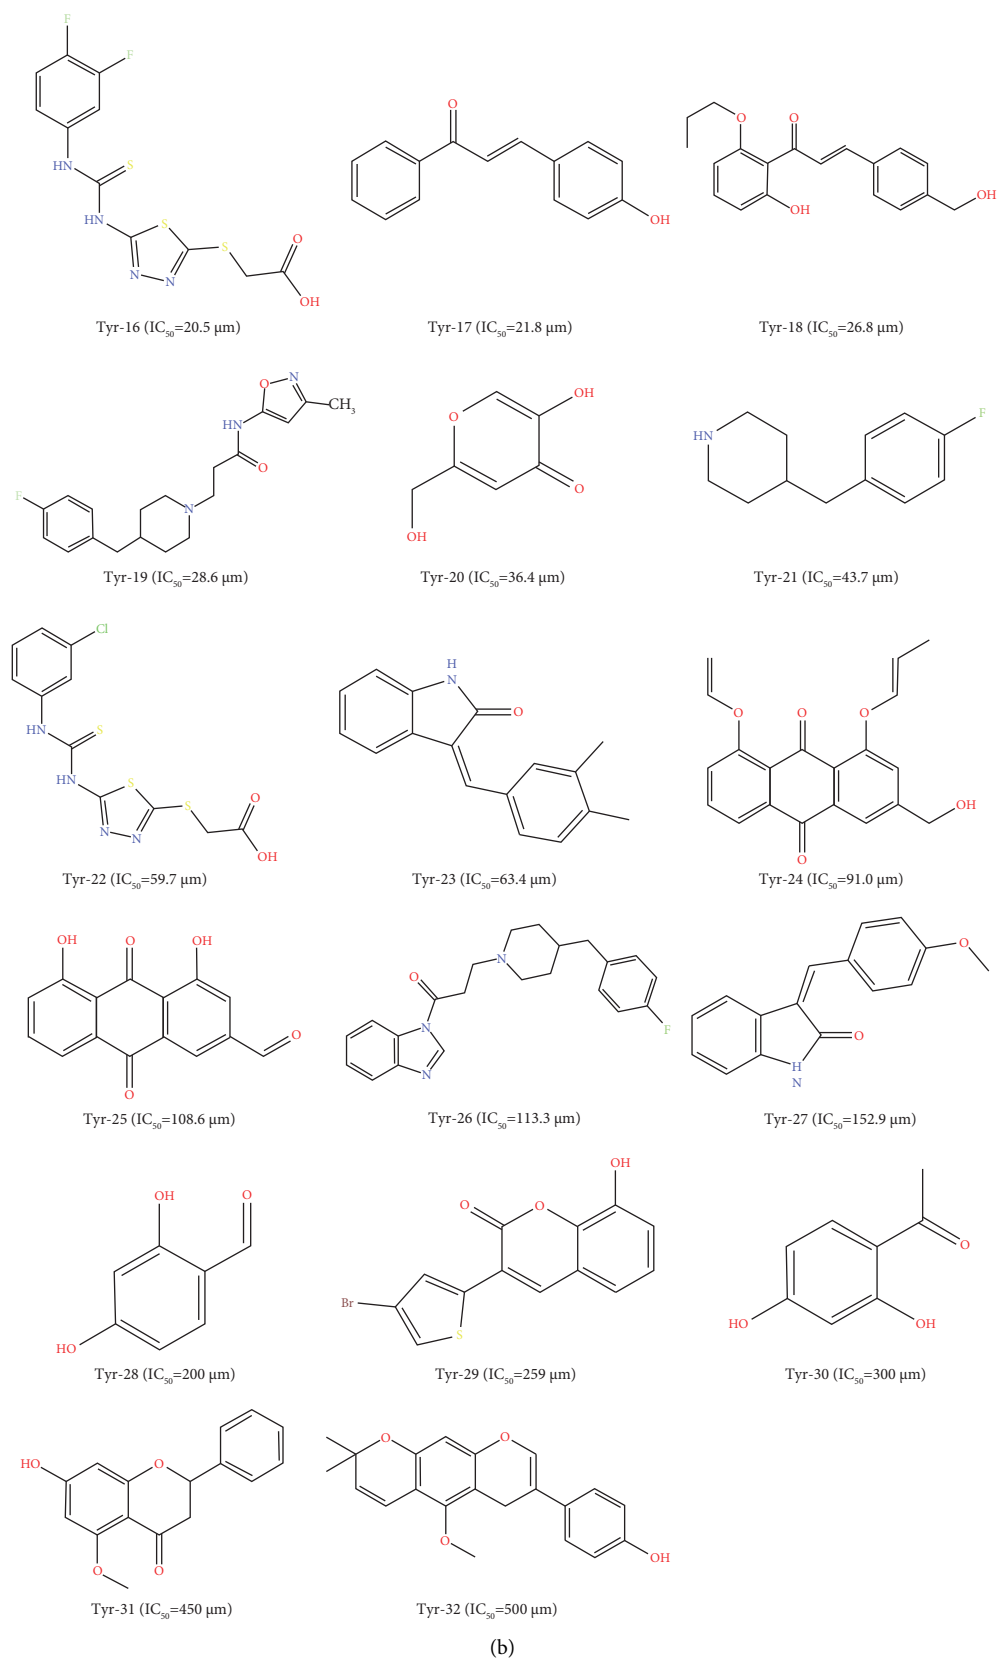 F
F
HN
S
HN
S
S
O
N
N
OH
Tyr-16 (IC50=20.5 μm)
O
OH
Tyr-17 (IC50=21.8 μm)
O
O
OH
OH
Tyr-18 (IC50=26.8 μm)
O
N
CH3
HN
O
F
N
Tyr-19 (IC50=28.6 μm)
OH
O
O
OH
Tyr-20 (IC50=36.4 μm)
F
HN
Tyr-21 (IC50=43.7 μm)
Cl
HN
S
HN
S
S
O
N
N
OH
Tyr-22 (IC50=59.7 μm)
H
N
O
Tyr-23 (IC50=63.4 μm)
O
O
O
OH
O
Tyr-24 (IC50=91.0 μm)
OH
O
OH
O
O
Tyr-25 (IC50=108.6 μm)
N
O
N
F
N
Tyr-26 (IC50=113.3 μm)
O
O
H
N
Tyr-27 (IC50=152.9 μm)
OH
O
HO
Tyr-28 (IC50=200 μm)
OH
O
O
Br
S
Tyr-29 (IC50=259 μm)
O
HO
OH
Tyr-30 (IC50=300 μm)
HO
O
O
O
Tyr-31 (IC50=450 μm)
O
O
O
OH
Tyr-32 (IC50=500 μm)
(b)